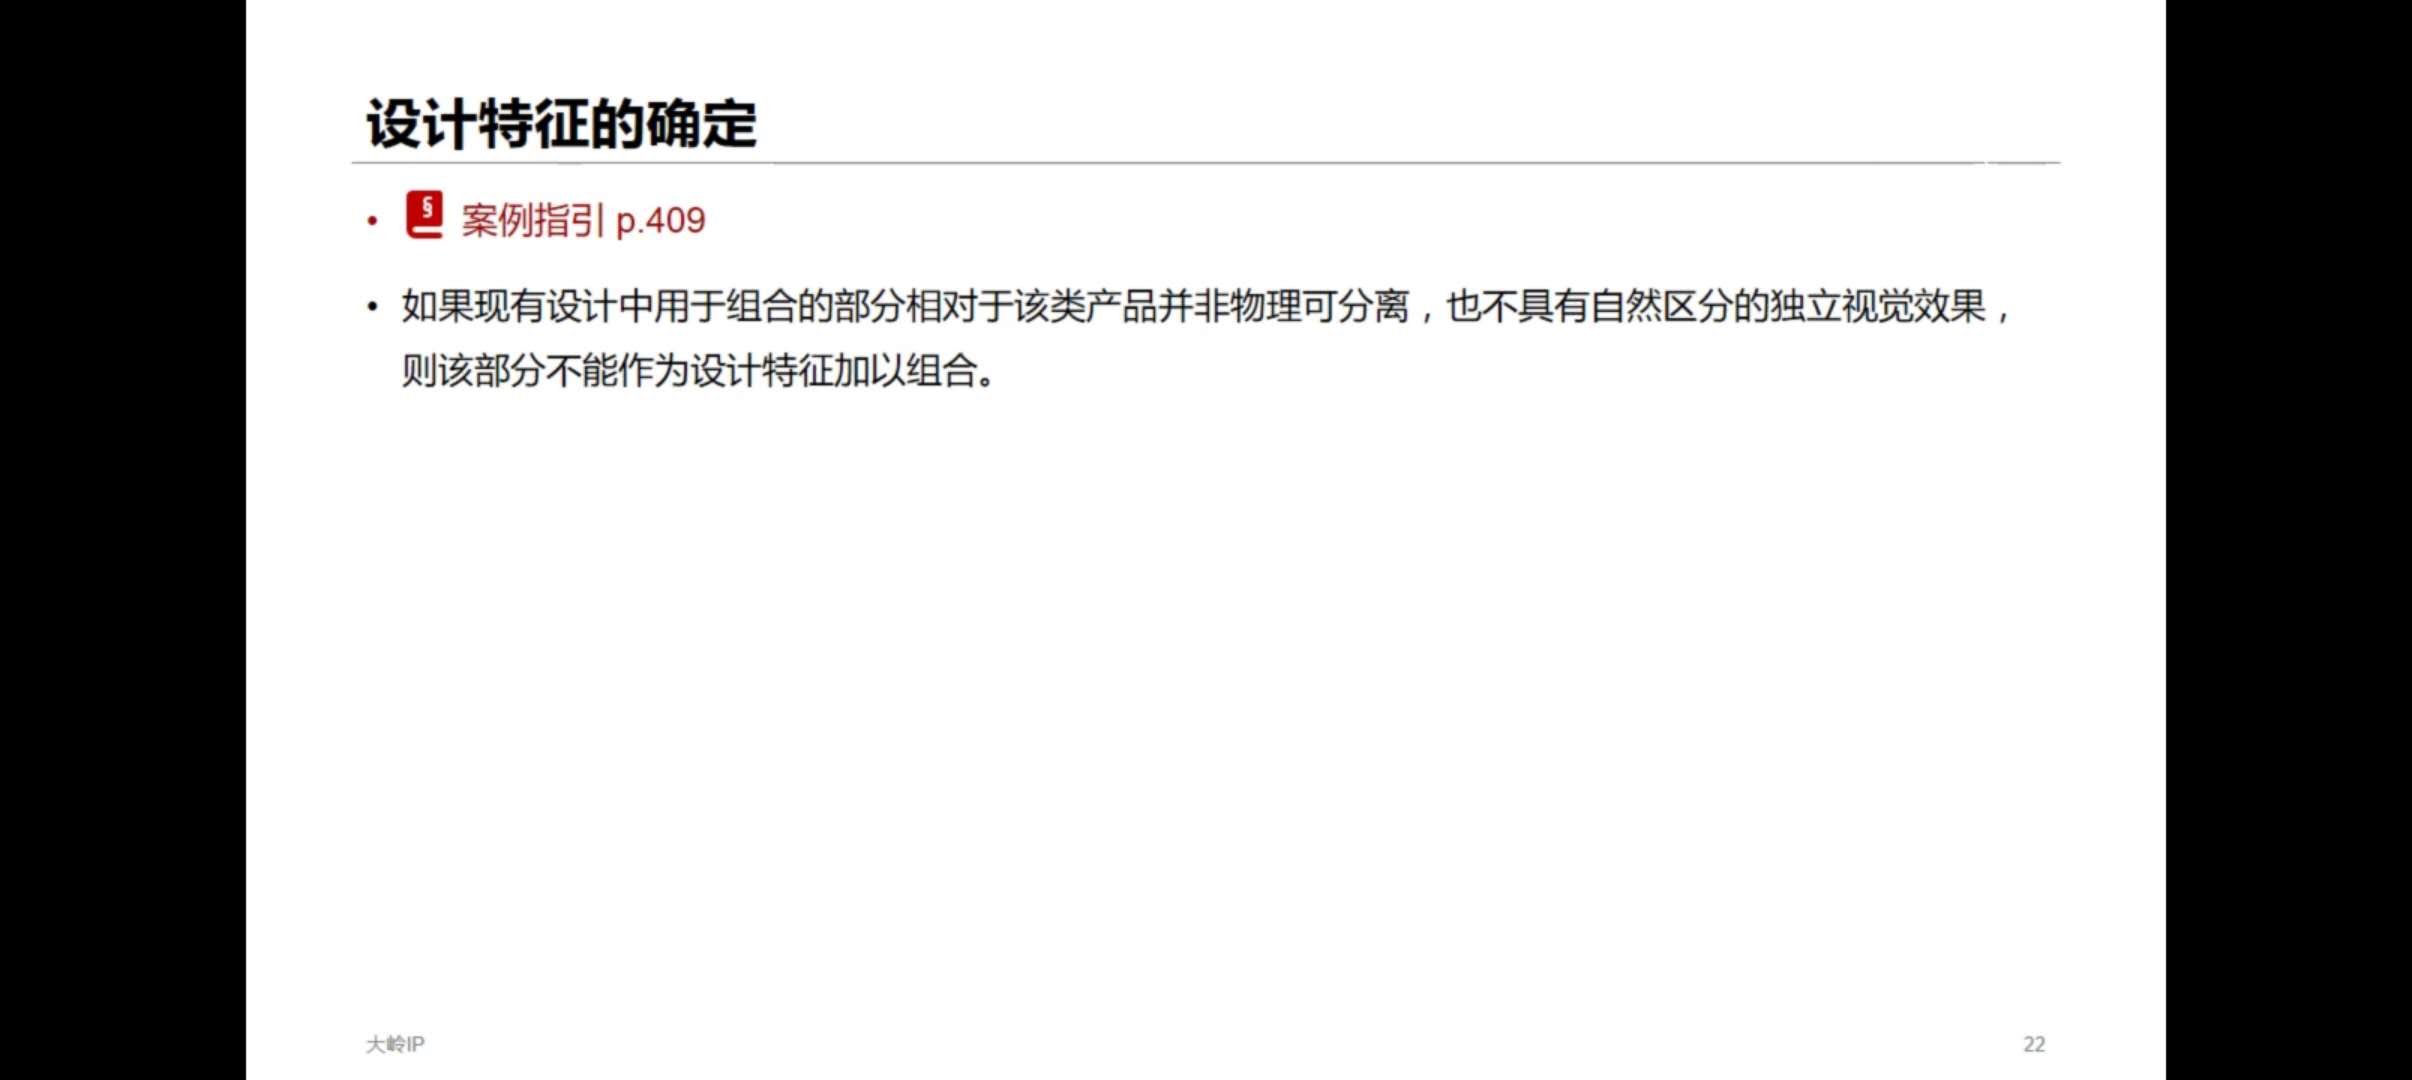 设计特征的确定
• § 案例指引 p.409
• 如果现有设计中用于组合的部分相对于该类产品并非物理可分离，也不具有自然区分的独立视觉效果，
则该部分不能作为设计特征加以组合。
大岭IP
22